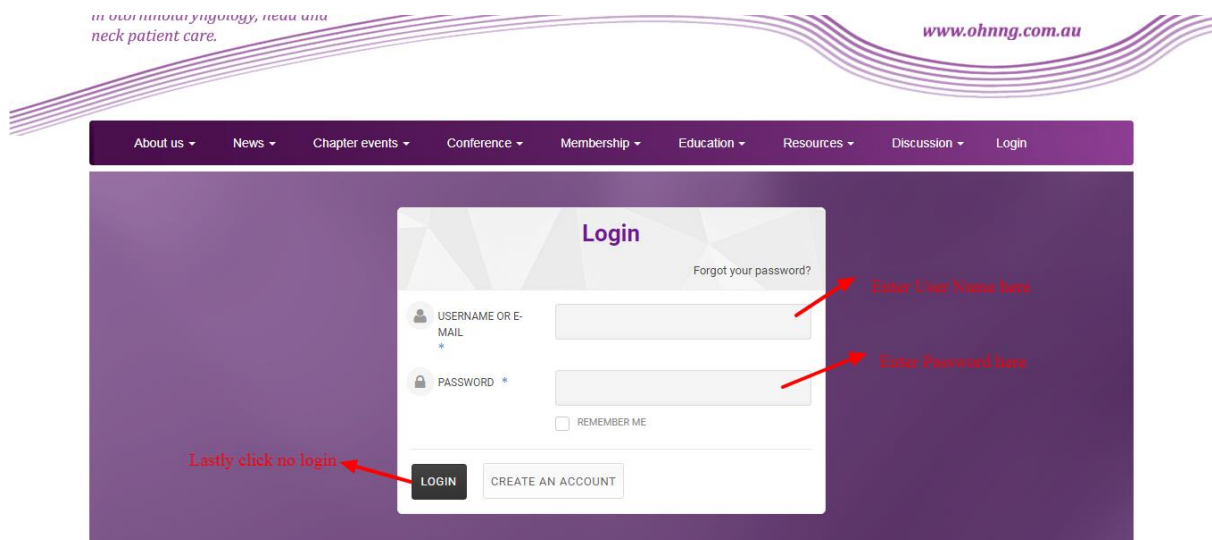 in otorhinolaryngology, head and
neck patient care.
www.ohnng.com.au
About us News Chapter events Conference Membership Education Resources Discussion Login
Login
Forgot your password?
Enter User Name here
USERNAME OR E-
MAIL
*
Enter Password here
PASSWORD *
REMEMBER ME
Lastly click no login
LOGIN CREATE AN ACCOUNT